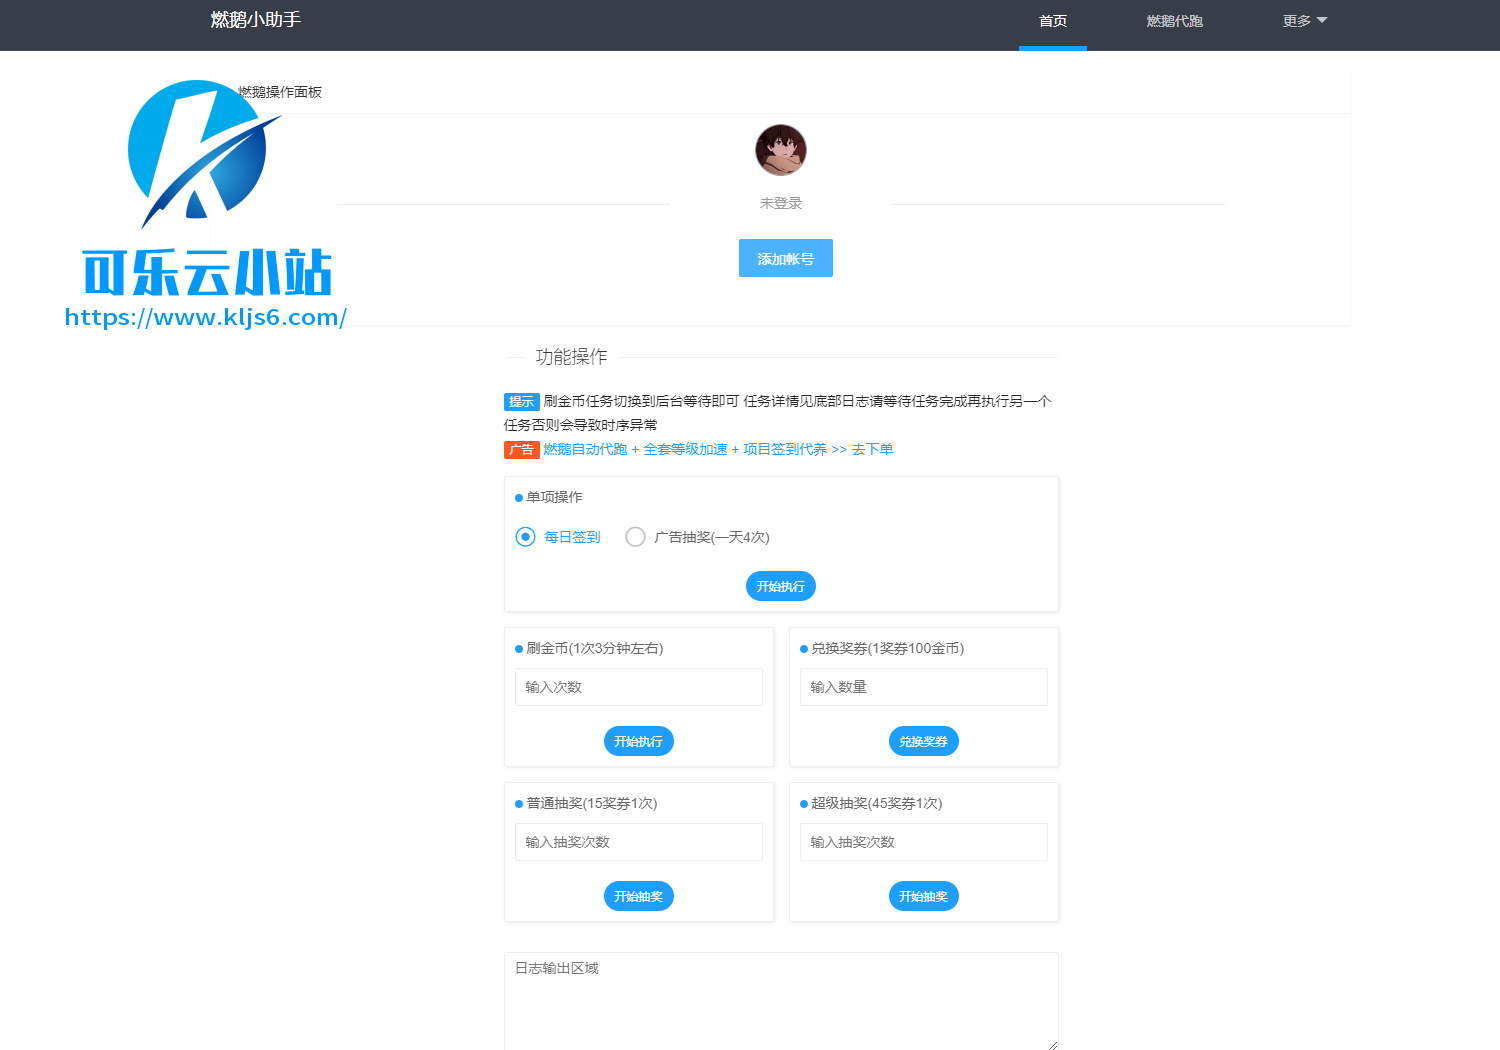 燃鹅小助手
首页
燃鹅代跑
更多
燃鹅操作面板
未登录
添加帐号
可乐云小站
https://www.kljs6.com/
功能操作
提示 刷金币任务切换到后台等待即可 任务详情见底部日志请等待任务完成再执行另一个
任务否则会导致时序异常
广告 燃鹅自动代跑 + 全套等级加速 + 项目签到代养 >> 去下单
单项操作
每日签到
广告抽奖(一天4次)
开始执行
刷金币(1次3分钟左右)
输入次数
开始执行
兑换奖券(1奖券100金币)
输入数量
兑换奖券
普通抽奖(15奖券1次)
输入抽奖次数
开始抽奖
超级抽奖(45奖券1次)
输入抽奖次数
开始抽奖
日志输出区域